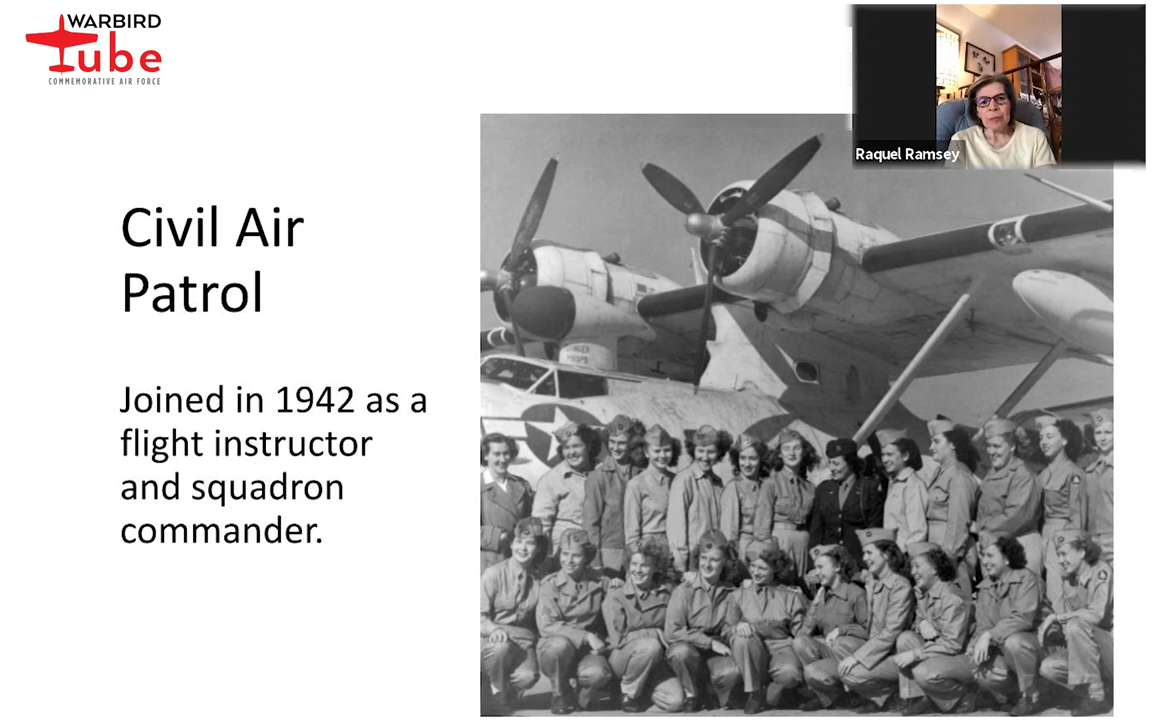 WARBIRD
Tube
COMMEMORATIVE AIR FORCE
Raquel Ramsey
Civil Air
Patrol
Joined in 1942 as a
flight instructor
and squadron
commander.